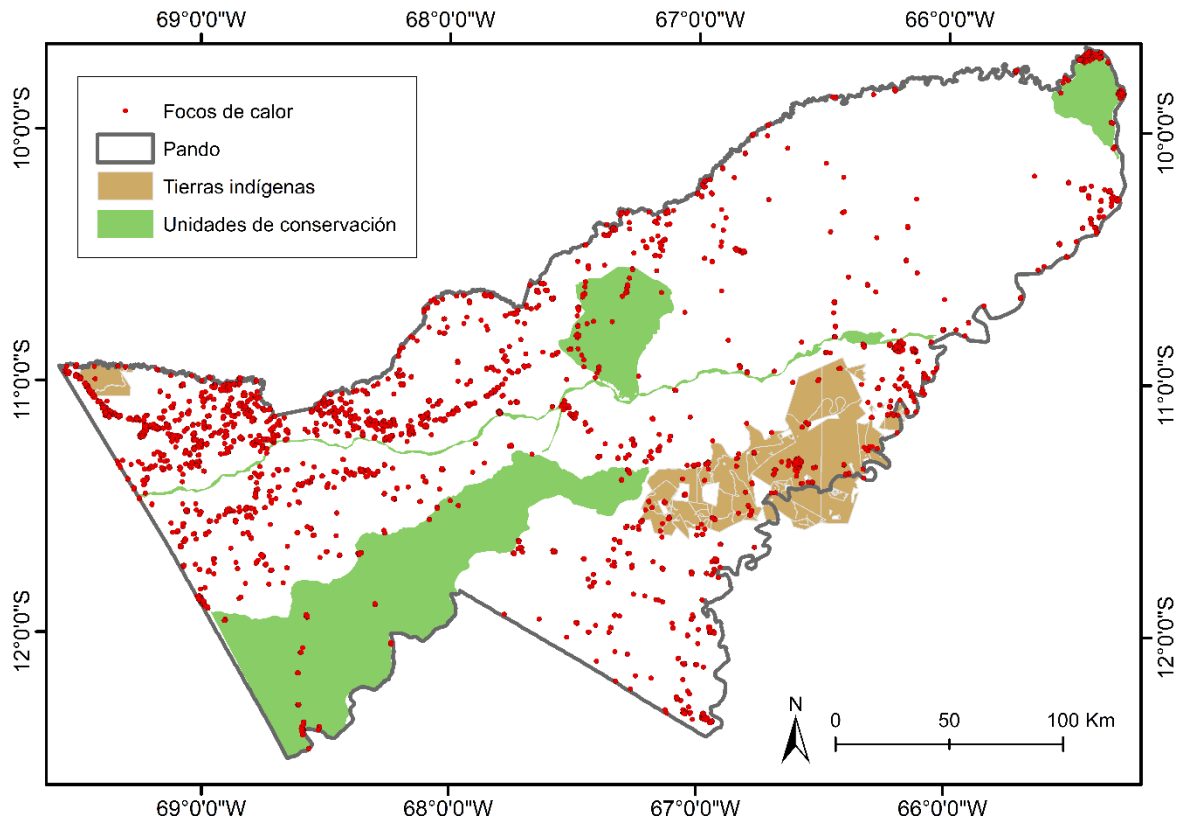 69°0'0"W 68°0'0"W 67°0'0"W 66°0'0"W
Focos de calor
Pando
Tierras indígenas
Unidades de conservación
10°0'0"S 10°0'0"S
11°0'0"S 11°0'0"S
12°0'0"S 12°0'0"S
N
0 50 100 Km
69°0'0"W 68°0'0"W 67°0'0"W 66°0'0"W